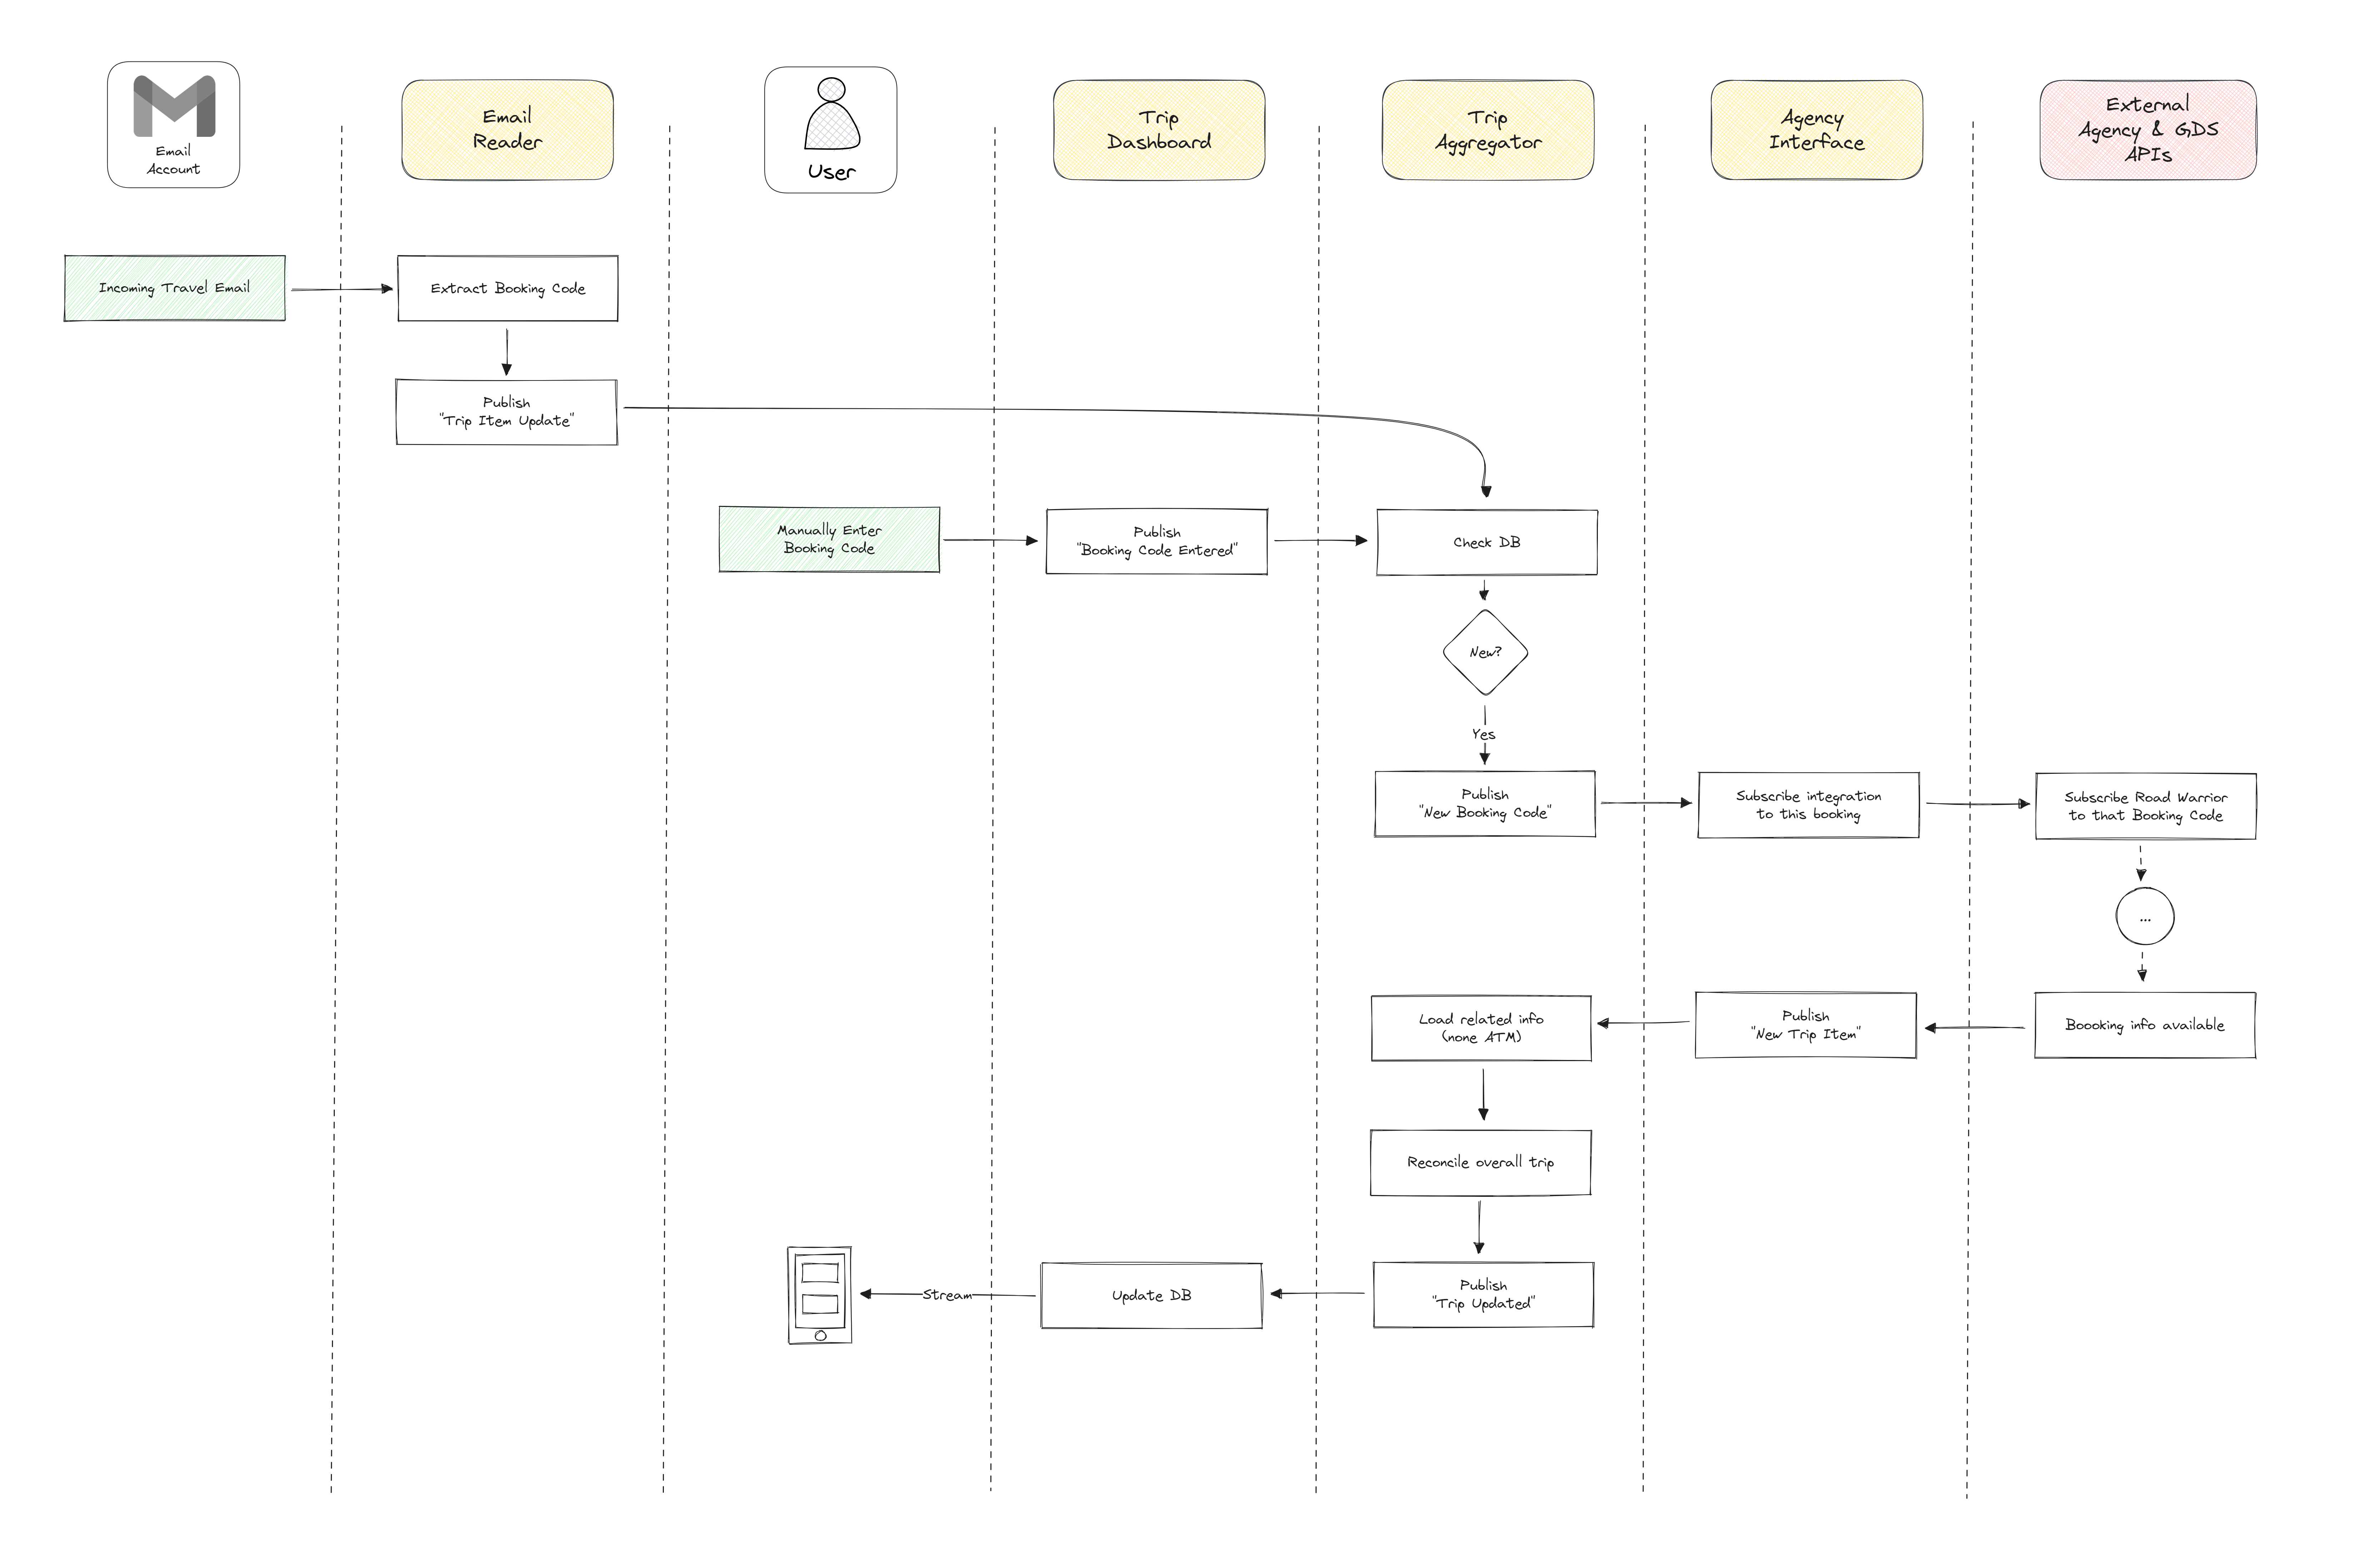 Email
Account
Email
Reader
User
Trip
Dashboard
Trip
Aggregator
Agency
Interface
External
Agency & GDS
APIs
Incoming Travel Email
Extract Booking Code
Publish
"Trip Item Update"
Manually Enter
Booking Code
Publish
"Booking Code Entered"
Check DB
New?
Yes
Publish
"New Booking Code"
Subscribe integration
to this booking
Subscribe Road Warrior
to that Booking Code
...
Load related info
(none ATM)
Publish
"New Trip Item"
Boooking info available
Reconcile overall trip
Stream
Update DB
Publish
"Trip Updated"